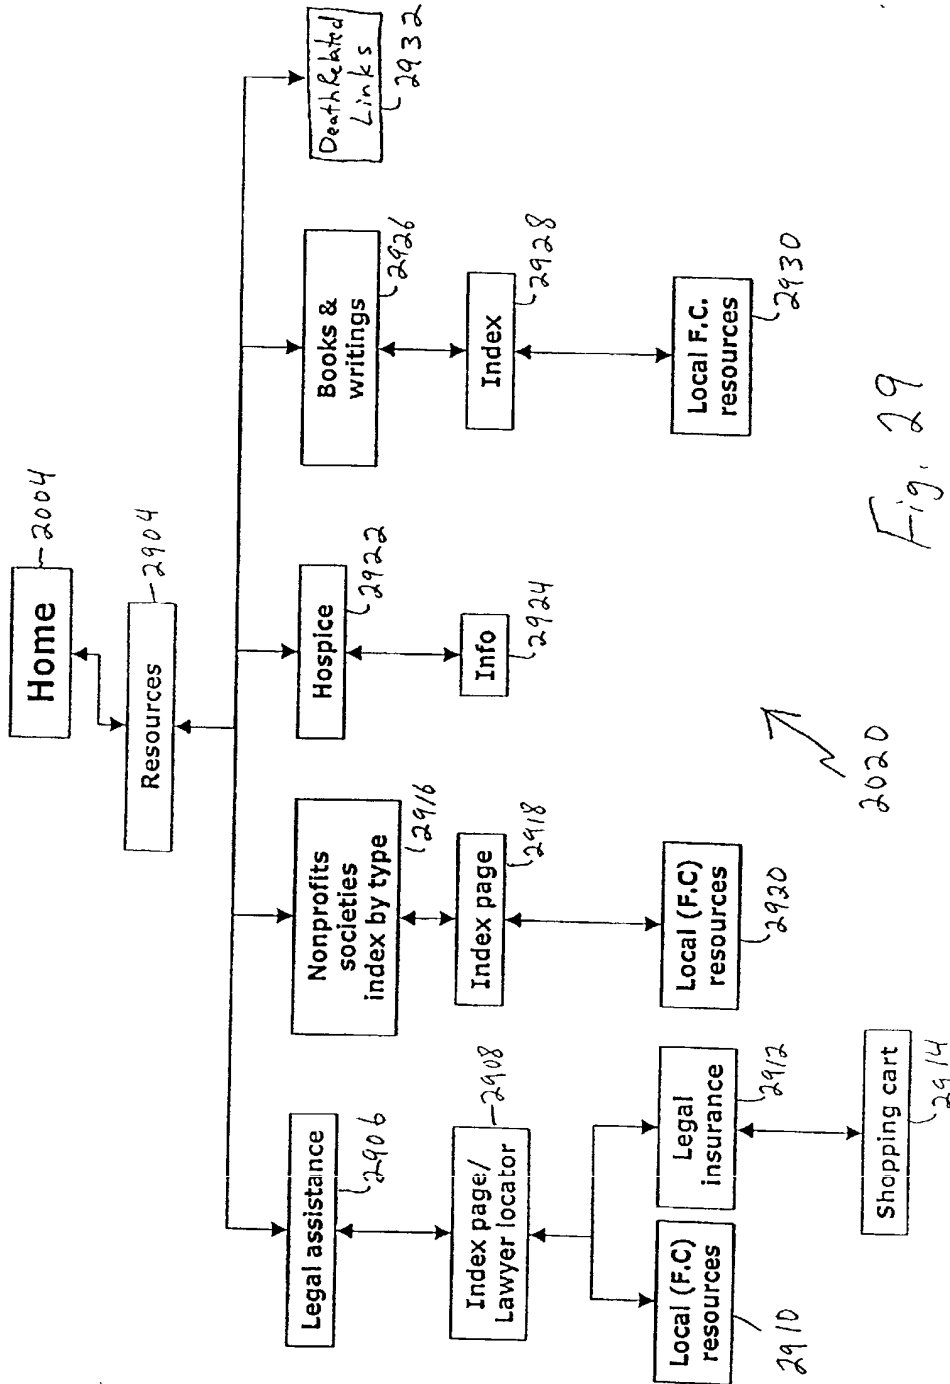 Home
2004
Resources
2904
Legal assistance
2906
Index page/
Lawyer locator
2908
Local (F.C)
resources
2910
Legal
insurance
2912
Shopping cart
2914
Nonprofits
societies
index by type
2916
Index page
2918
Local (F.C)
resources
2920
Hospice
2922
Info
2924
Books &
writings
2926
Index
2928
Local F.C.
resources
2930
Death Related
Links
2932
2020
Fig. 29